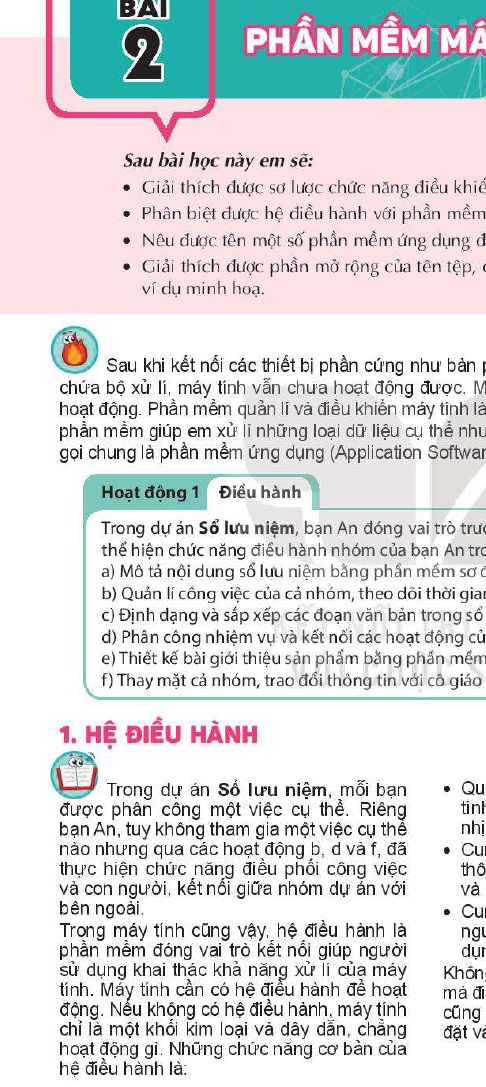 BÀI
2
PHẦN MỀM MÁ
Sau bài học này em sẽ:
• Giải thích được sơ lược chức năng điều khiể
• Phân biệt được hệ điều hành với phần mềm
• Nêu được tên một số phần mềm ứng dụng đ
• Giải thích được phần mở rộng của tên tệp, c
ví dụ minh hoạ.
Sau khi kết nối các thiết bị phần cứng như bàn p
chứa bộ xử lí, máy tính vẫn chưa hoạt động được. M
hoạt động. Phần mềm quản lí và điều khiển máy tính là
phần mềm giúp em xử lí những loại dữ liệu cụ thể như
gọi chung là phần mềm ứng dụng (Application Softwar
Hoạt động 1 Điều hành
Trong dự án Sổ lưu niệm, bạn An đóng vai trò trư
thể hiện chức năng điều hành nhóm của bạn An tro
a) Mô tả nội dung sổ lưu niệm bằng phần mềm sơ đ
b) Quản lí công việc của cả nhóm, theo dõi thời gian
c) Định dạng và sắp xếp các đoạn văn bản trong sổ
d) Phân công nhiệm vụ và kết nối các hoạt động củ
e) Thiết kế bài giới thiệu sản phẩm bằng phần mềm
f) Thay mặt cả nhóm, trao đổi thông tin với cô giáo
1. HỆ ĐIỀU HÀNH
Trong dự án Sổ lưu niệm, mỗi bạn
được phân công một việc cụ thể. Riêng
bạn An, tuy không tham gia một việc cụ thể
nào nhưng qua các hoạt động b, d và f, đã
thực hiện chức năng điều phối công việc
và con người, kết nối giữa nhóm dự án với
bên ngoài.
Trong máy tính cũng vậy, hệ điều hành là
phần mềm đóng vai trò kết nối giúp người
sử dụng khai thác khả năng xử lí của máy
tính. Máy tính cần có hệ điều hành để hoạt
động. Nếu không có hệ điều hành, máy tính
chỉ là một khối kim loại và dây dẫn, chẳng
hoạt động gì. Những chức năng cơ bản của
hệ điều hành là:
• Qu
tính
nhị
• Cu
thô
và
• Cu
ngư
dụn
Không
mà đi
cũng
đặt và